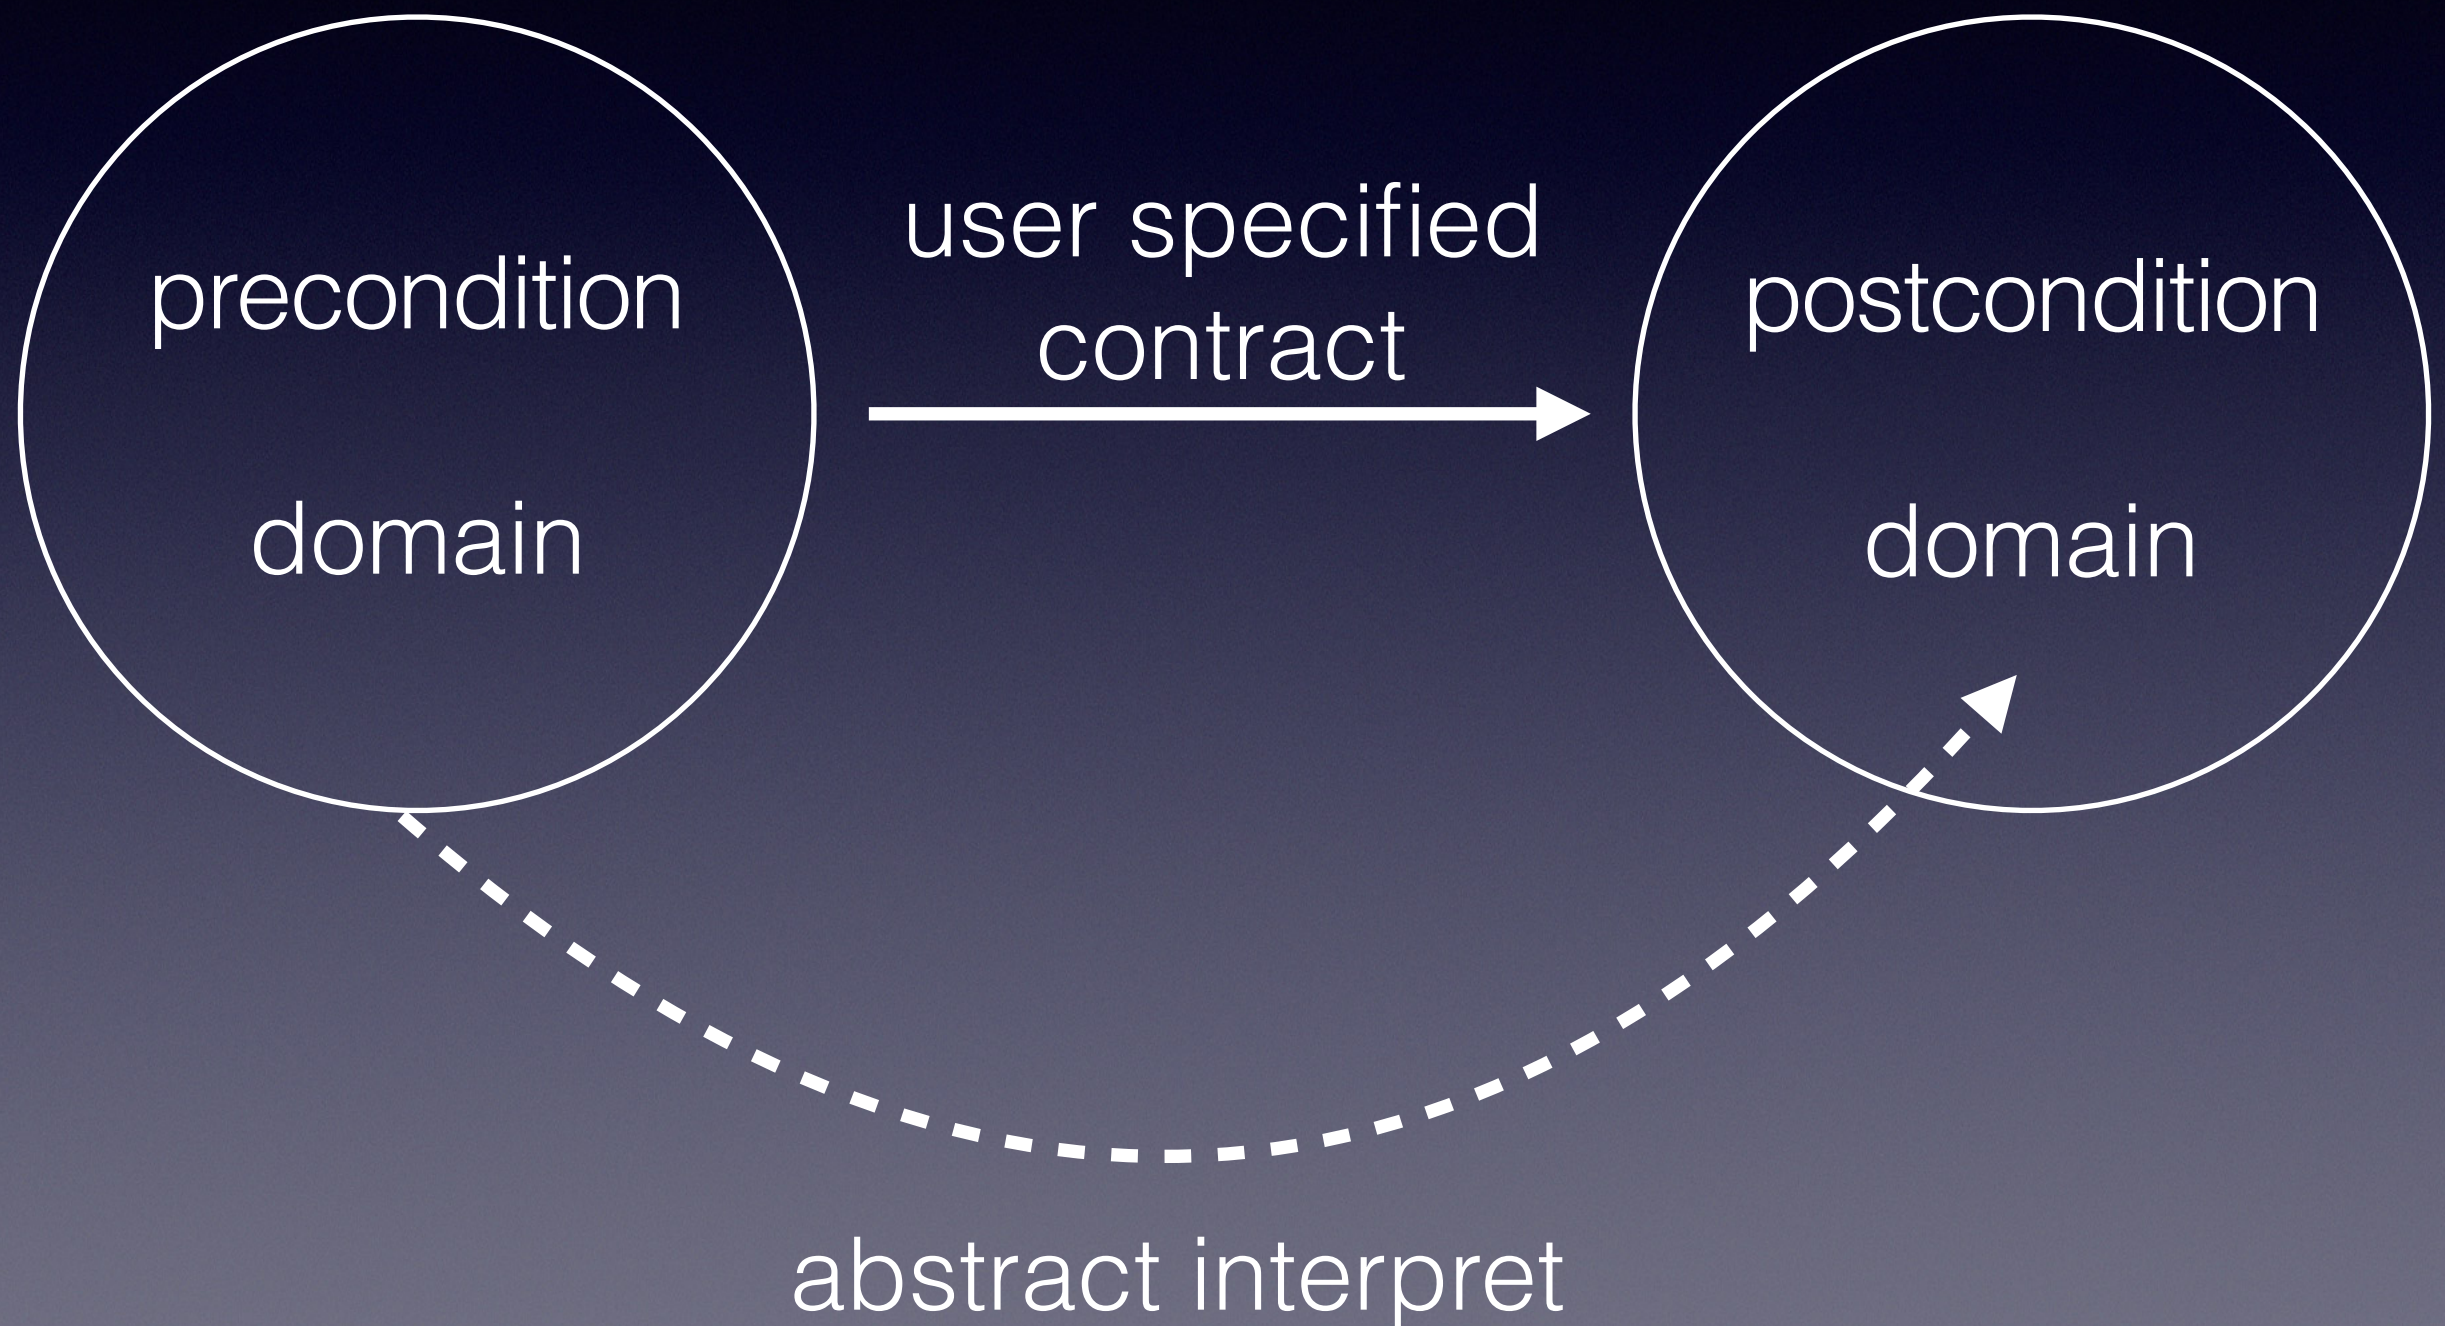 precondition
domain
user specified
contract
postcondition
domain
abstract interpret